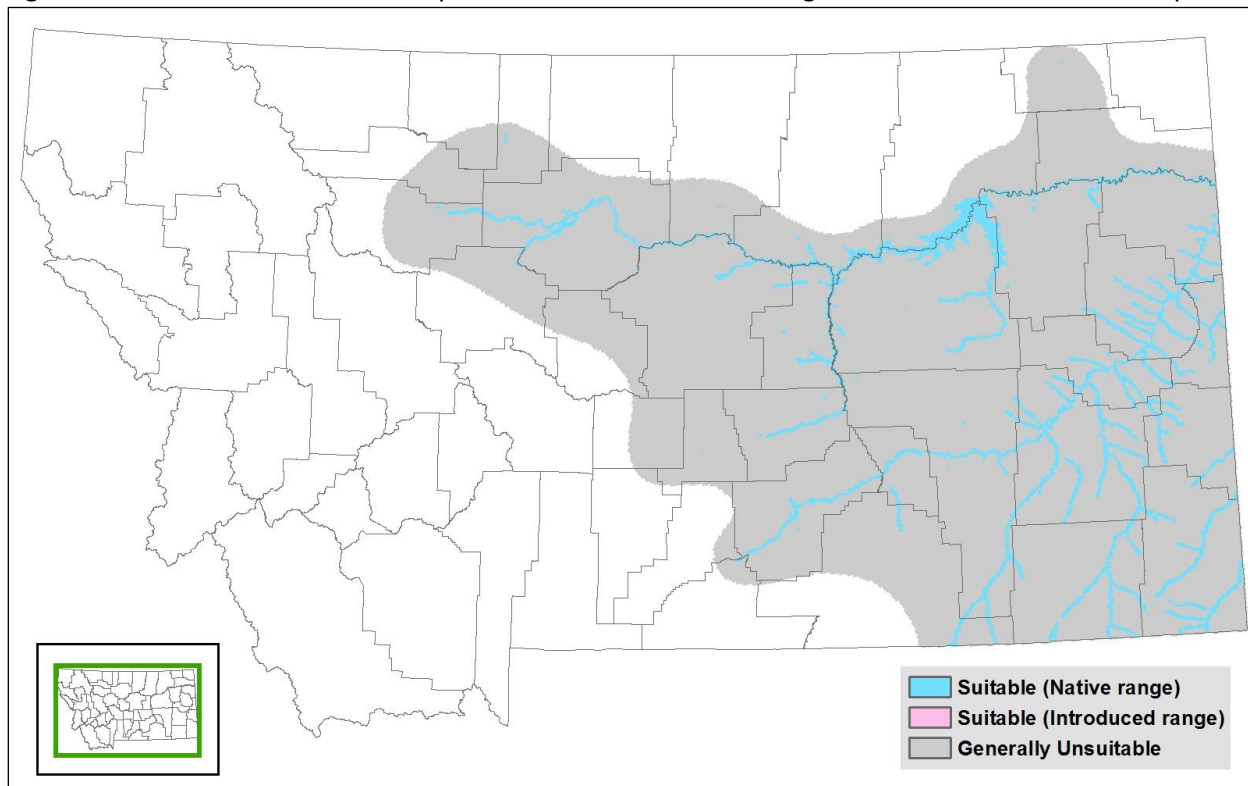 Suitable (Native range)
Suitable (Introduced range)
Generally Unsuitable